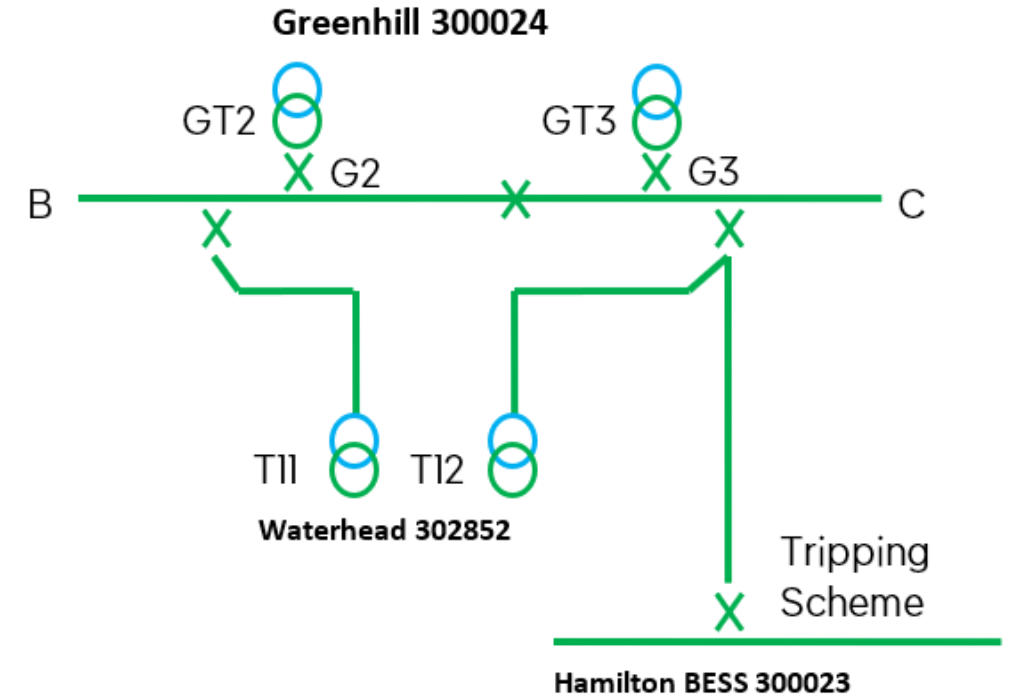 Greenhill 300024
GT2
GT3
G2
G3
B
C
T11
T12
Waterhead 302852
Tripping
Scheme
Hamilton BESS 300023